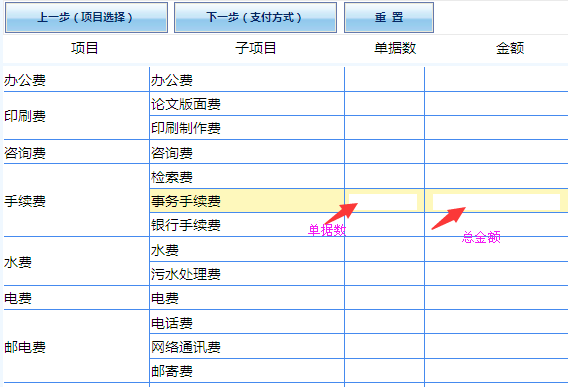 上一步（项目选择） 下一步（支付方式） 重 置
项目 子项目 单据数 金额
办公费 办公费
印刷费 论文版面费
印刷制作费
咨询费 咨询费
手续费 检索费
事务手续费
银行手续费
单据数 总金额
水费 水费
污水处理费
电费 电费
邮电费 电话费
网络通讯费
邮寄费